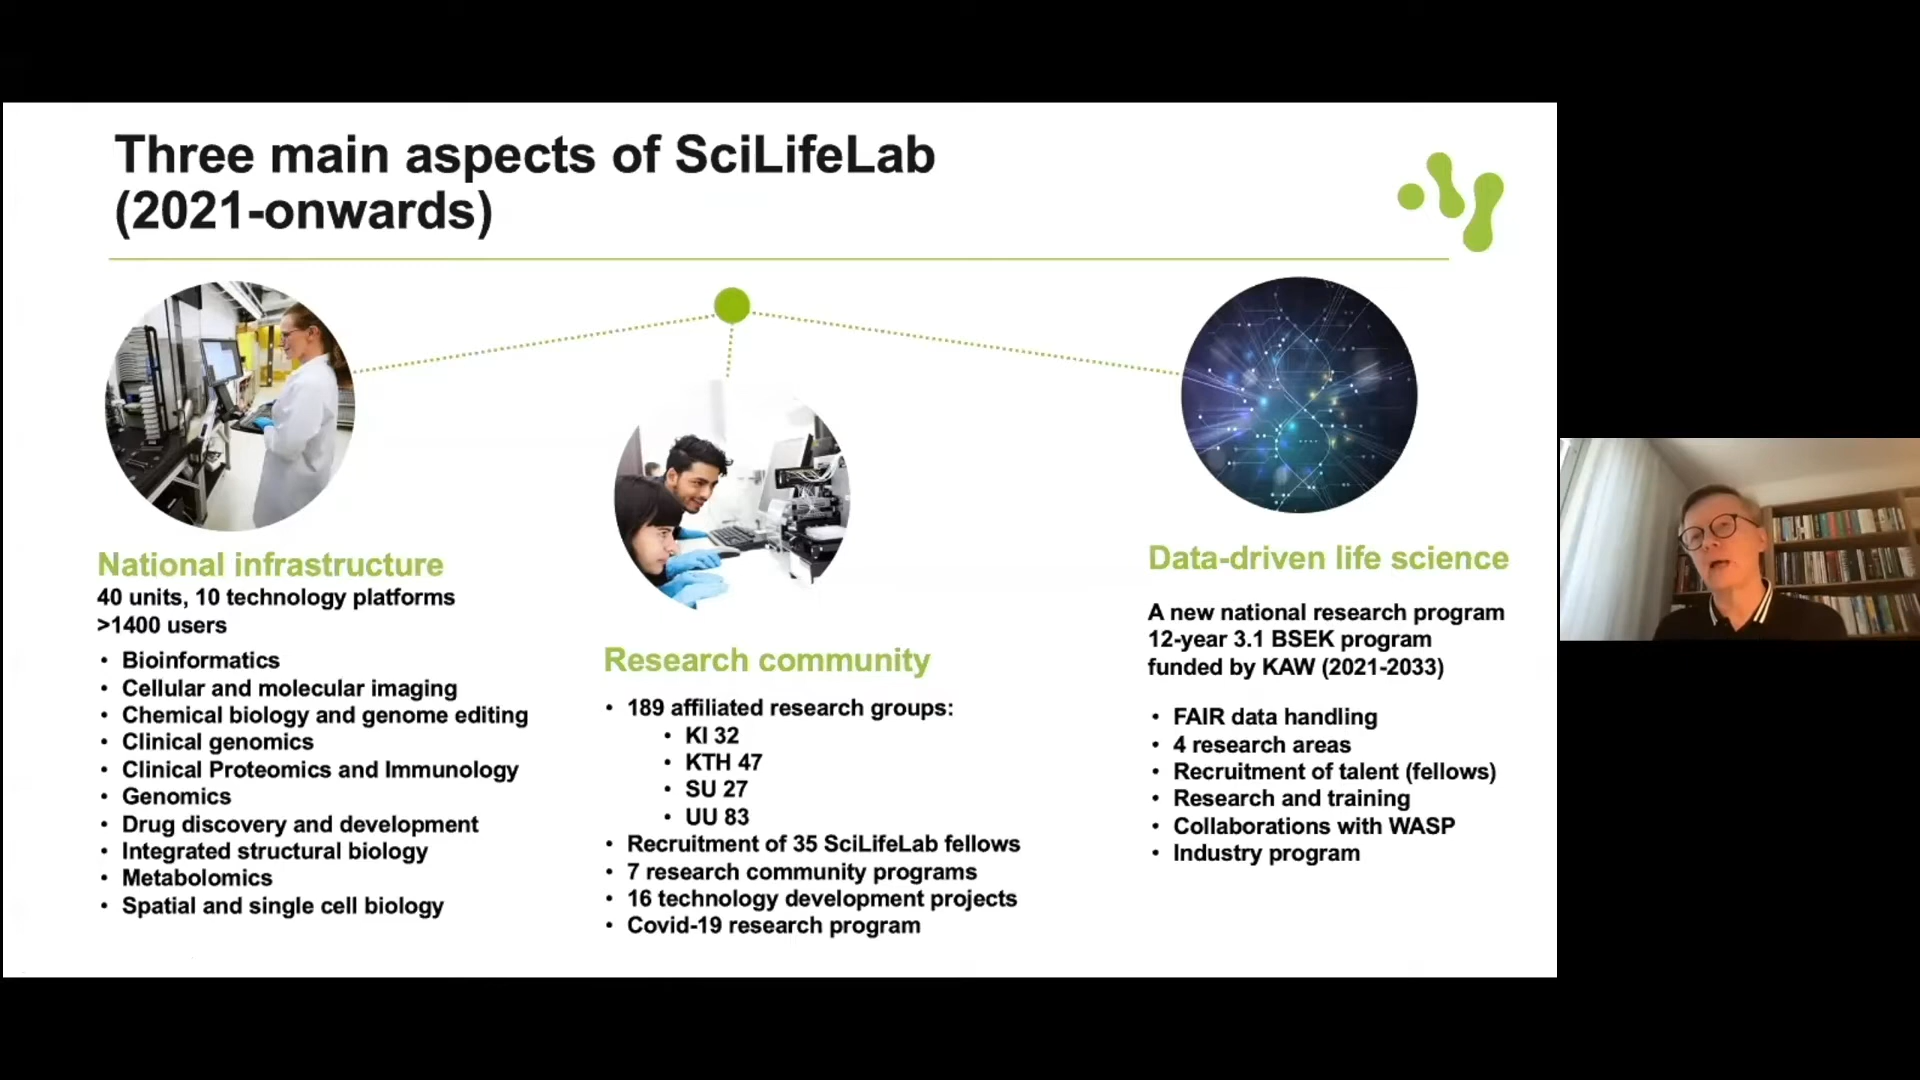 Three main aspects of SciLifeLab
(2021-onwards)
National infrastructure
40 units, 10 technology platforms
>1400 users
• Bioinformatics
• Cellular and molecular imaging
• Chemical biology and genome editing
• Clinical genomics
• Clinical Proteomics and Immunology
• Genomics
• Drug discovery and development
• Integrated structural biology
• Metabolomics
• Spatial and single cell biology
Research community
• 189 affiliated research groups:
• KI 32
• KTH 47
• SU 27
• UU 83
• Recruitment of 35 SciLifeLab fellows
• 7 research community programs
• 16 technology development projects
• Covid-19 research program
Data-driven life science
A new national research program
12-year 3.1 BSEK program
funded by KAW (2021-2033)
• FAIR data handling
• 4 research areas
• Recruitment of talent (fellows)
• Research and training
• Collaborations with WASP
• Industry program